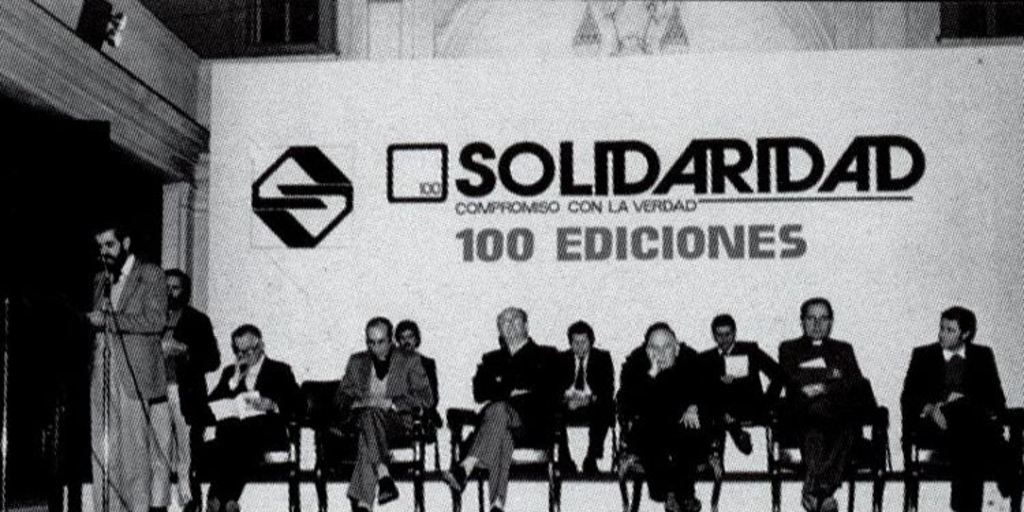 100
SOLIDARIDAD
COMPROMISO CON LA VERDAD
100 EDICIONES